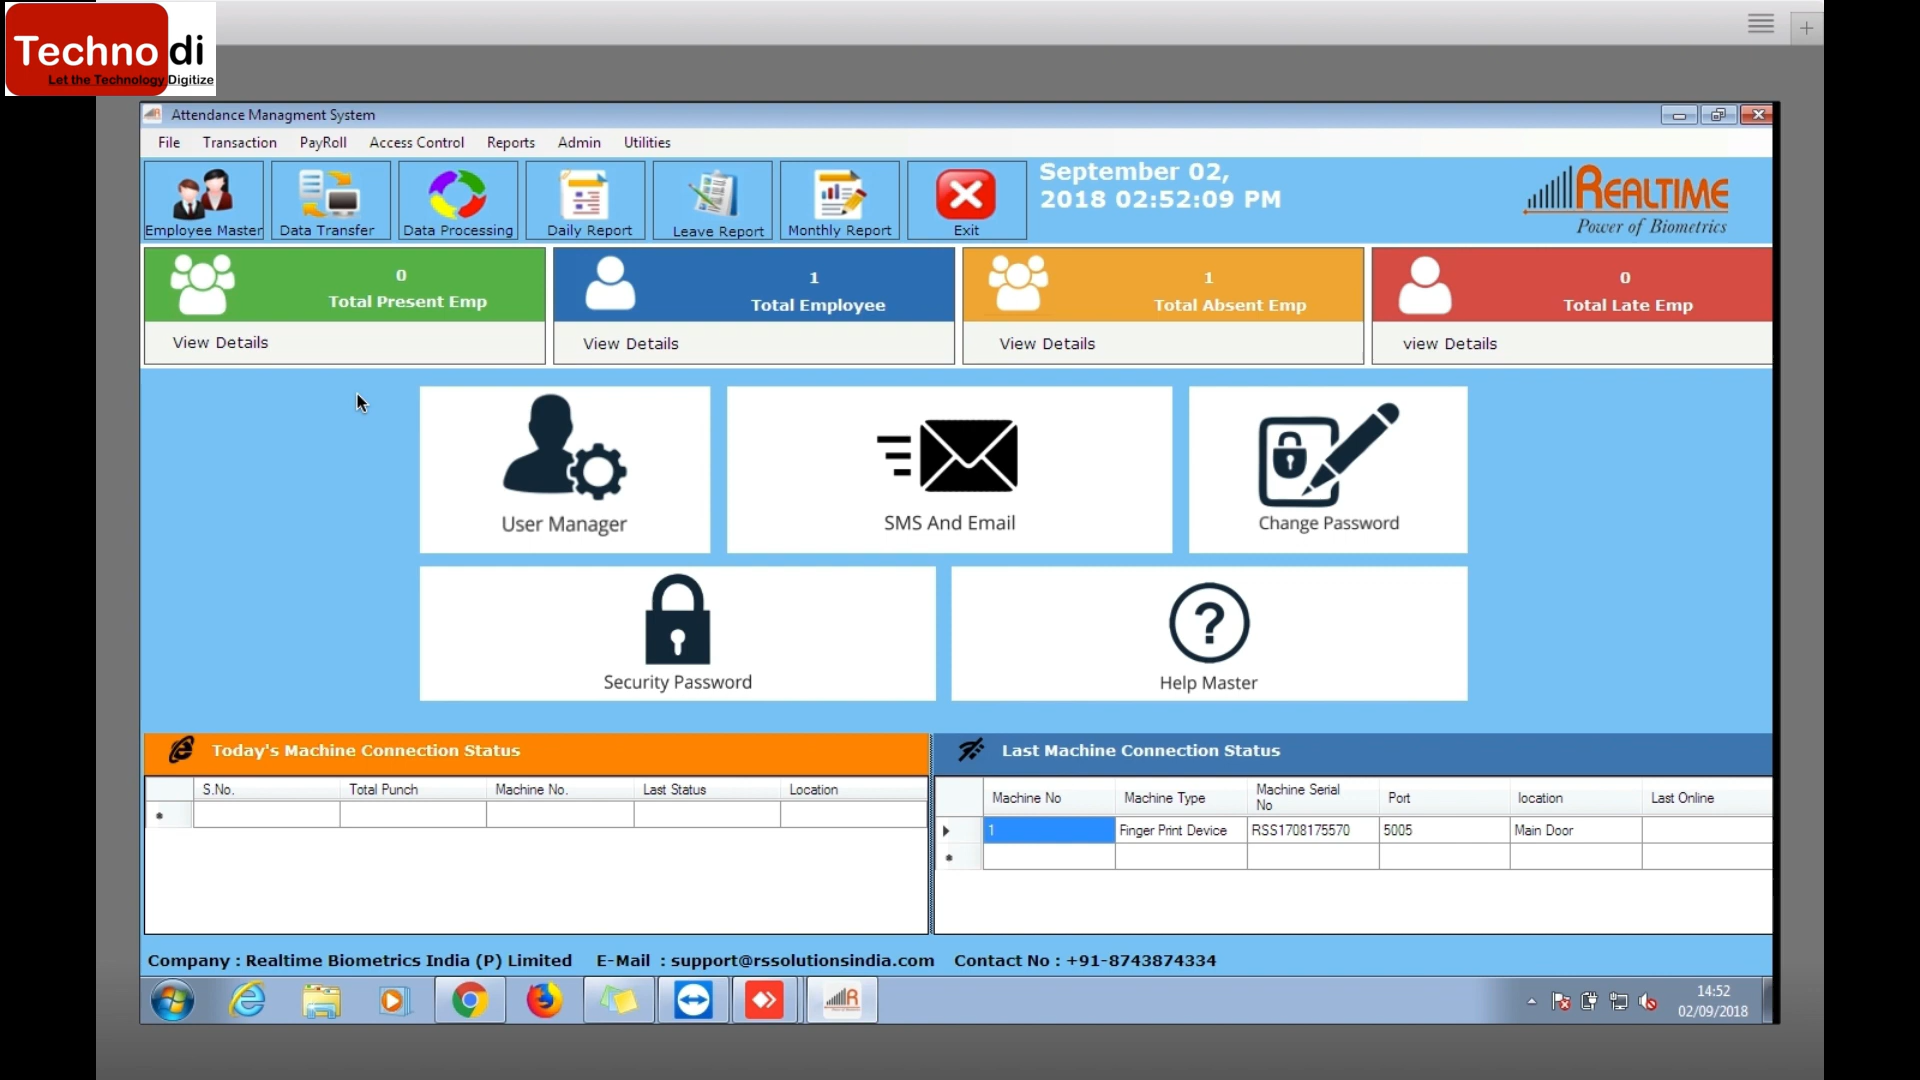 Techno di
Let the Technology Digitize
Attendance Managment System
File Transaction PayRoll Access Control Reports Admin Utilities
Employee Master Data Transfer Data Processing Daily Report Leave Report Monthly Report Exit
September 02,
2018 02:52:09 PM
REALTIME
Power of Biometrics
0
Total Present Emp
View Details
1
Total Employee
View Details
1
Total Absent Emp
View Details
0
Total Late Emp
view Details
User Manager
SMS And Email
Change Password
Security Password
Help Master
Today's Machine Connection Status
S.No. Total Punch Machine No. Last Status Location
Last Machine Connection Status
Machine No Machine Type Machine Serial No Port location Last Online
1 Finger Print Device RSS1708175570 5005 Main Door
Company : Realtime Biometrics India (P) Limited E-Mail : support@rssolutionsindia.com Contact No : +91-8743874334
R
14:52
02/09/2018